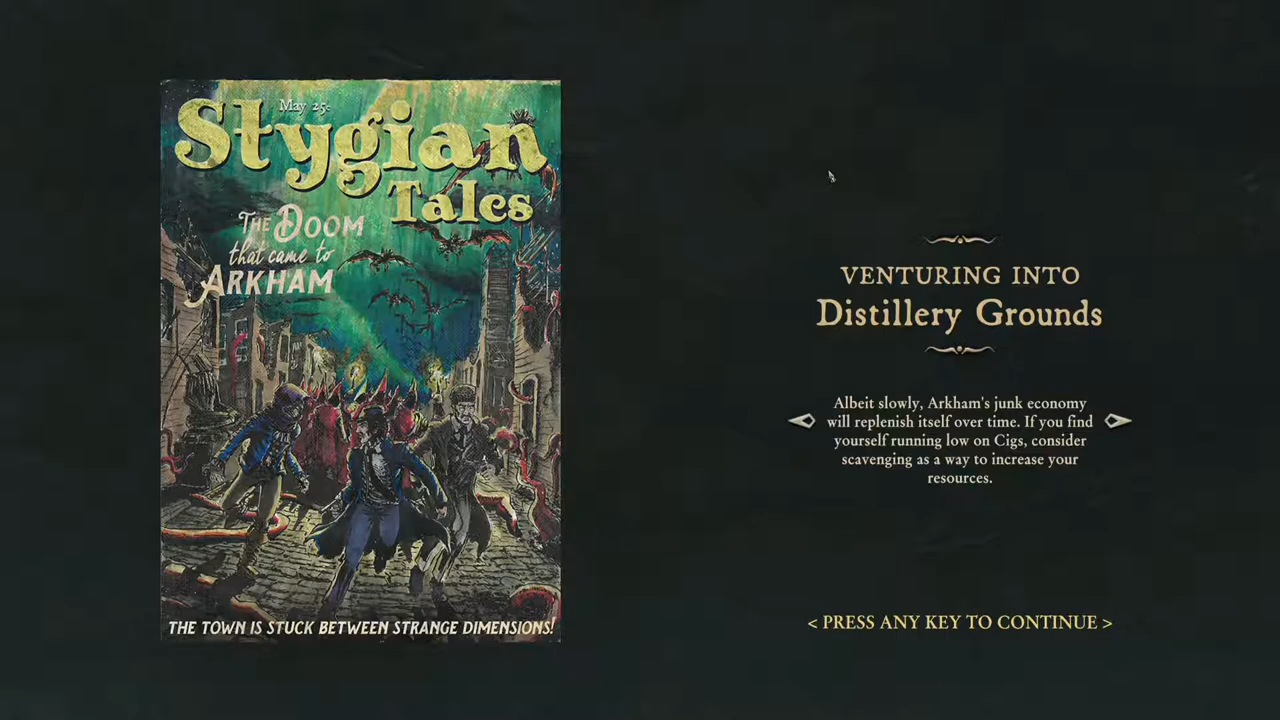 May 25c
Stygian
Tales
The Doom
that came to
Arkham
THE TOWN IS STUCK BETWEEN STRANGE DIMENSIONS!
VENTURING INTO
Distillery Grounds
Albeit slowly, Arkham's junk economy
will replenish itself over time. If you find
yourself running low on Cigs, consider
scavenging as a way to increase your
resources.
< PRESS ANY KEY TO CONTINUE >